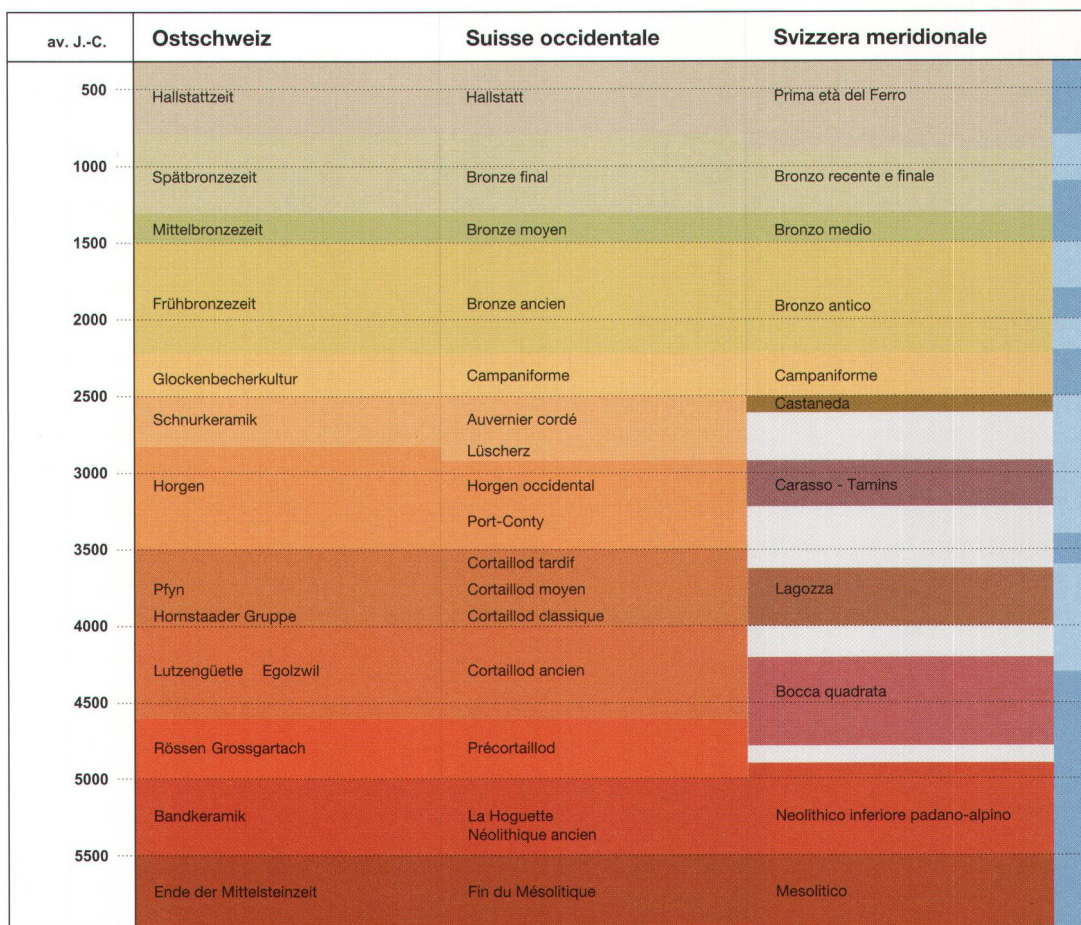 av. J.-C. Ostschweiz Suisse occidentale Svizzera meridionale
500 Hallstattzeit Hallstatt Prima età del Ferro
1000
Spätbronzezeit Bronze final Bronzo recente e finale
Mittelbronzezeit Bronze moyen Bronzo medio
1500
Frühbronzezeit Bronze ancien Bronzo antico
2000
Glockenbecherkultur Campaniforme Campaniforme
2500
Castaneda
Schnurkeramik Auvernier cordé
Lüscherz
3000
Horgen Horgen occidental Carasso - Tamins
Port-Conty
3500
Cortaillod tardif
Pfyn Cortaillod moyen Lagozza
Hornstaader Gruppe Cortaillod classique
4000
Lutzengüetle Egolzwil Cortaillod ancien
Bocca quadrata
4500
Rössen Grossgartach Précortaillod
5000
Bandkeramik La Hoguette Neolithico inferiore padano-alpino
Néolithique ancien
5500
Ende der Mittelsteinzeit Fin du Mésolitique Mesolitico